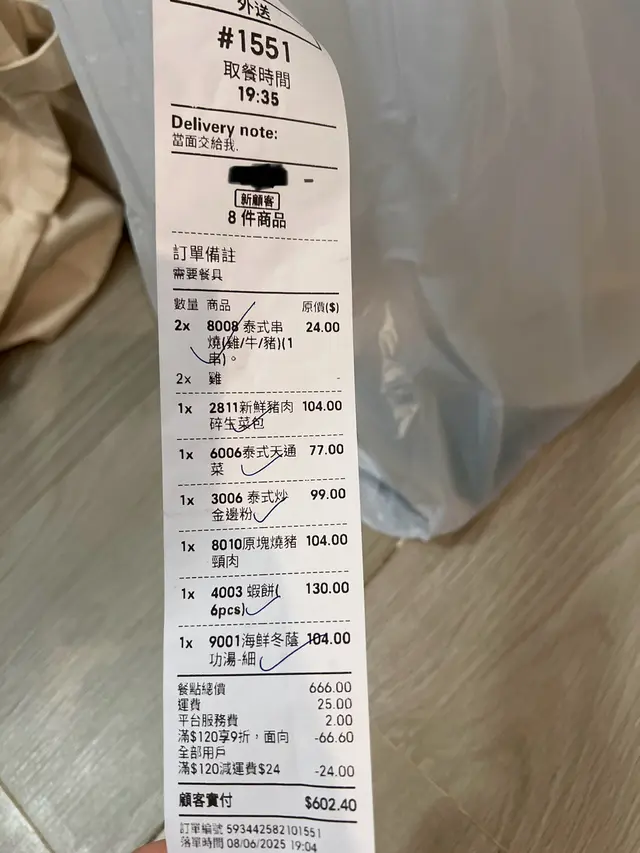 外送
#1551
取餐時間
19:35
Delivery note:
當面交給我.
新顧客
8 件商品
訂單備註
需要餐具
數量 商品 原價($)
2x 8008 泰式串 24.00
燒(雞/牛/豬)(1
串)。
2x 雞 -
1x 2811新鮮豬肉 104.00
碎生菜包
1x 6006泰式天通 77.00
菜
1x 3006 泰式炒 99.00
金邊粉
1x 8010原塊燒豬 104.00
頸肉
1x 4003 蝦餅( 130.00
6pcs)
1x 9001海鮮冬蔭 104.00
功湯-細
餐點總價 666.00
運費 25.00
平台服務費 2.00
滿$120享9折，面向 -66.60
全部用戶
滿$120減運費$24 -24.00
顧客實付 $602.40
訂單編號 593442582101551
落單時間 08/06/2025 19:04